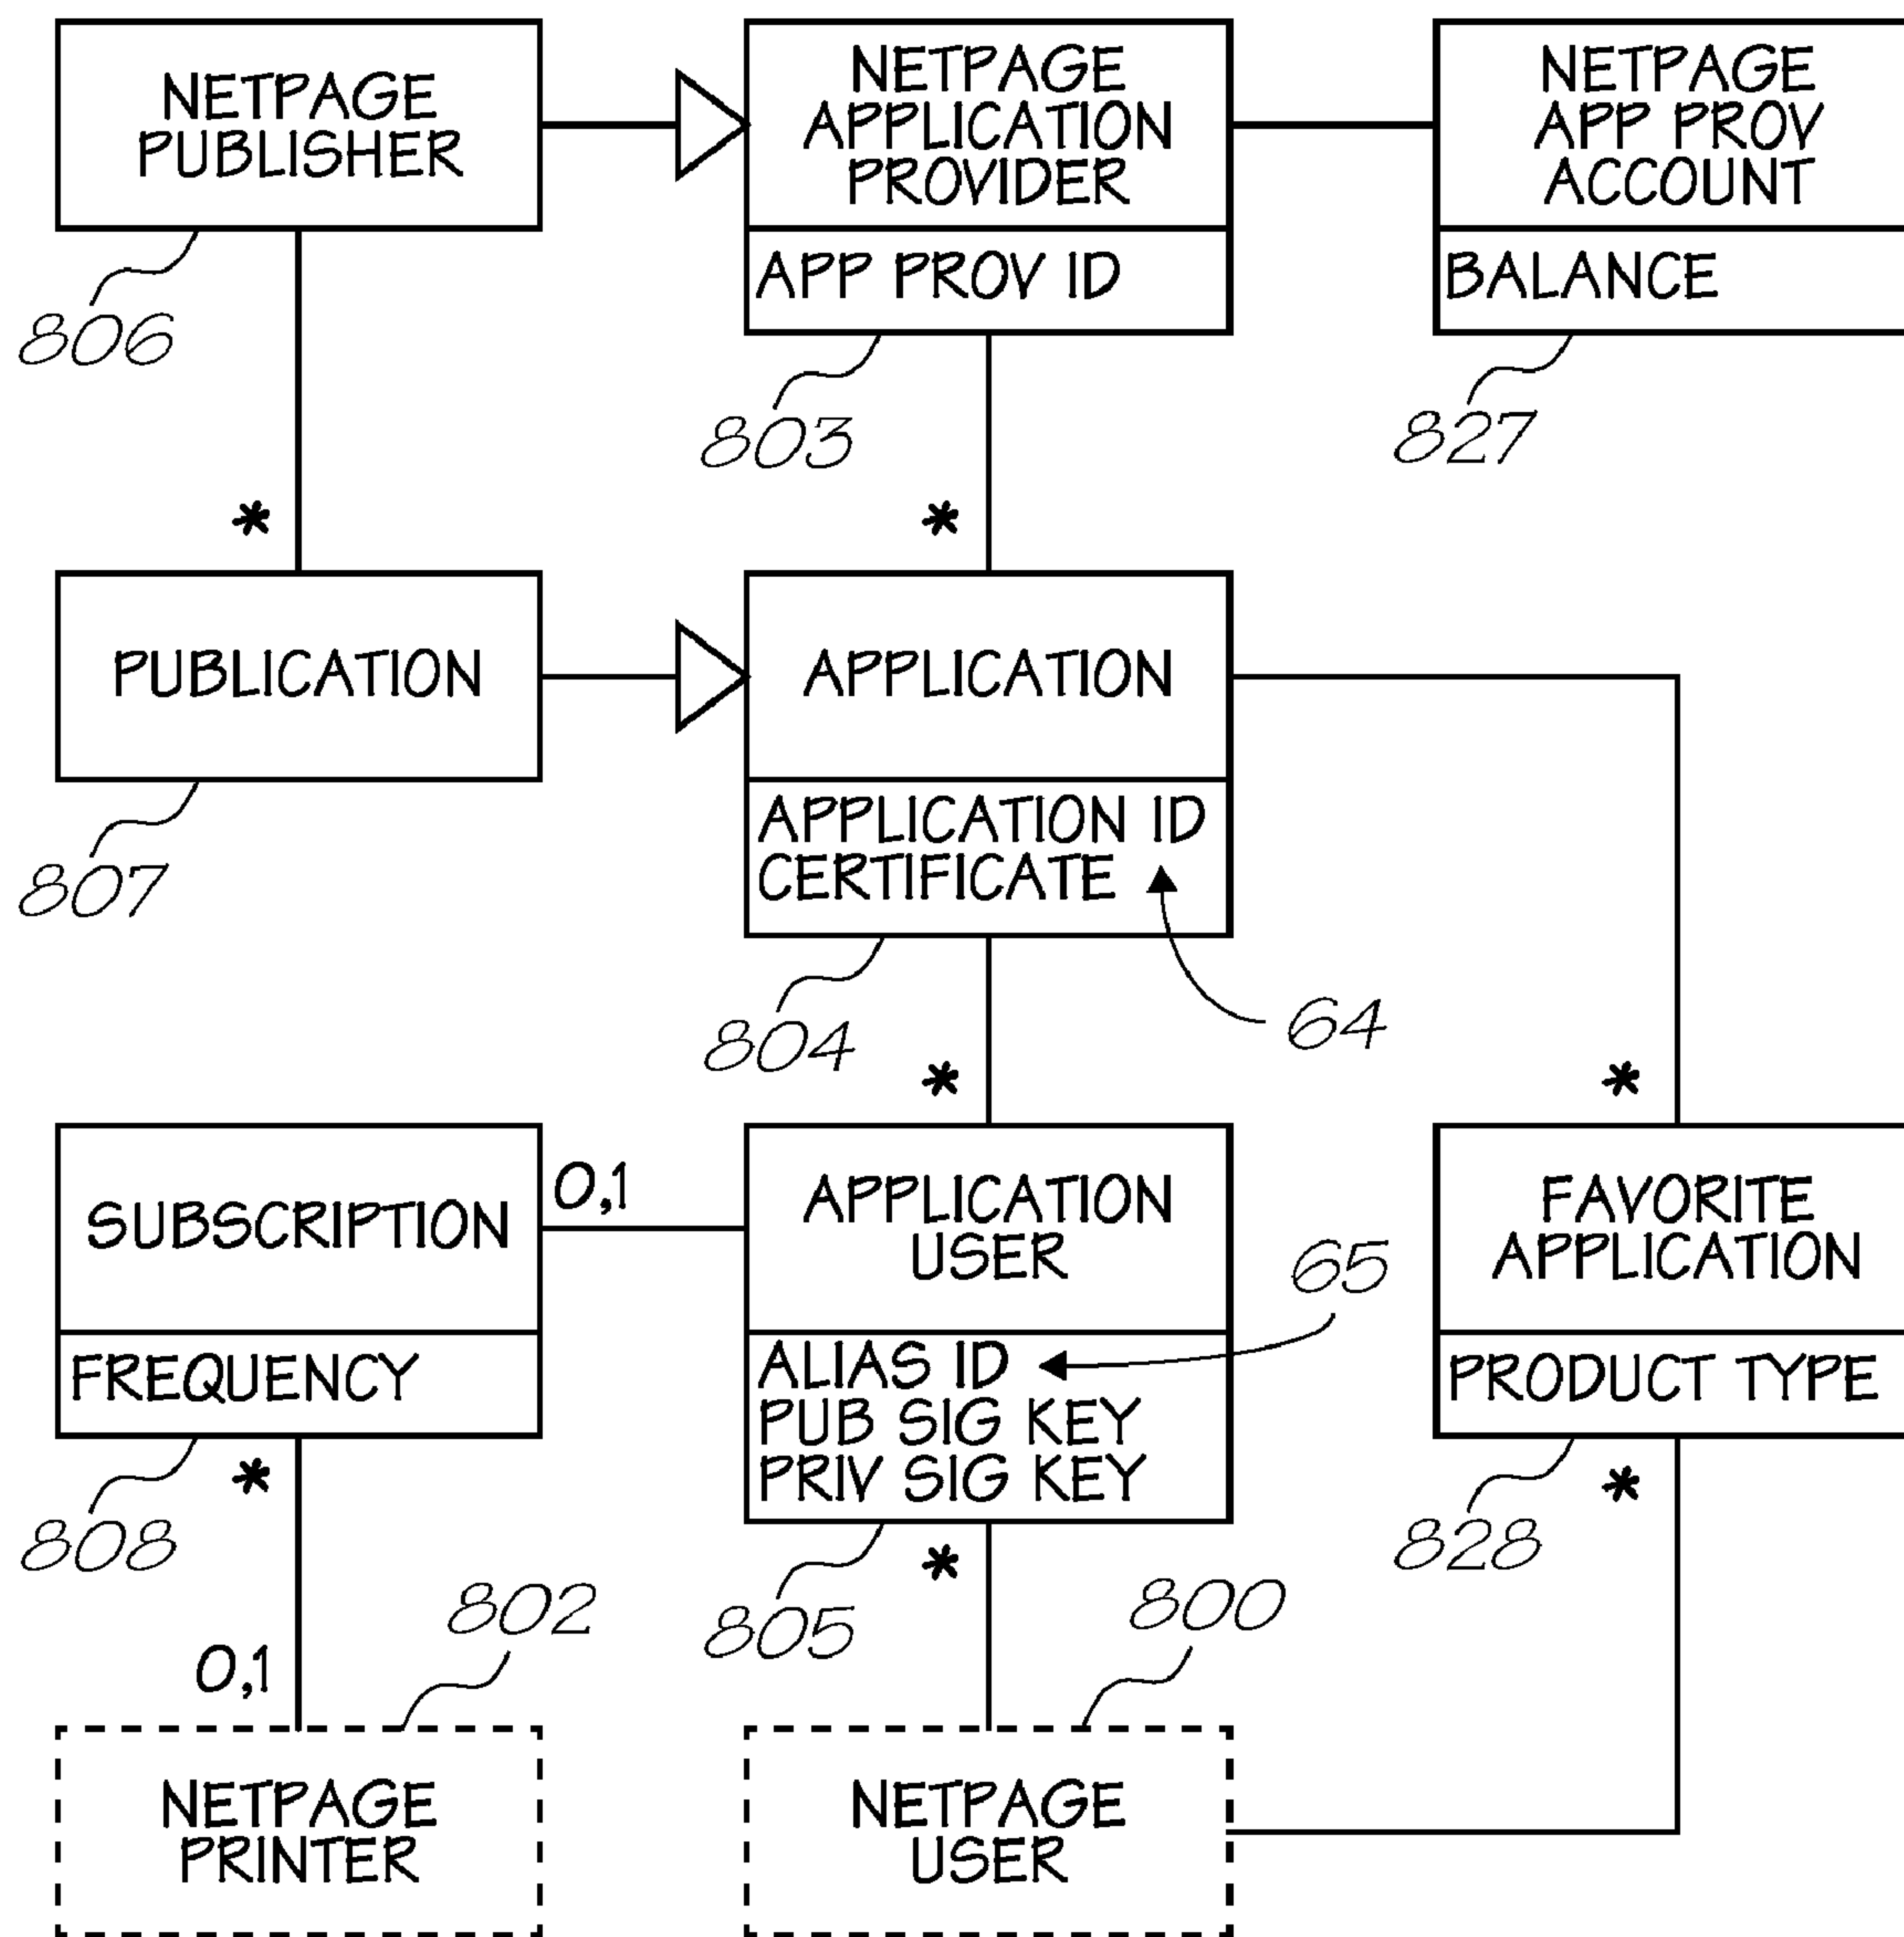 NETPAGE
PUBLISHER
806
NETPAGE
APPLICATION
PROVIDER
APP PROV ID
803
NETPAGE
APP PROV
ACCOUNT
BALANCE
827
*
*
PUBLICATION
807
APPLICATION
APPLICATION ID
CERTIFICATE
804
64
*
*
SUBSCRIPTION
FREQUENCY
808
0,1
APPLICATION
USER
ALIAS ID
PUB SIG KEY
PRIV SIG KEY
805
65
FAVORITE
APPLICATION
PRODUCT TYPE
828
*
*
*
0,1
802
800
NETPAGE
PRINTER
NETPAGE
USER